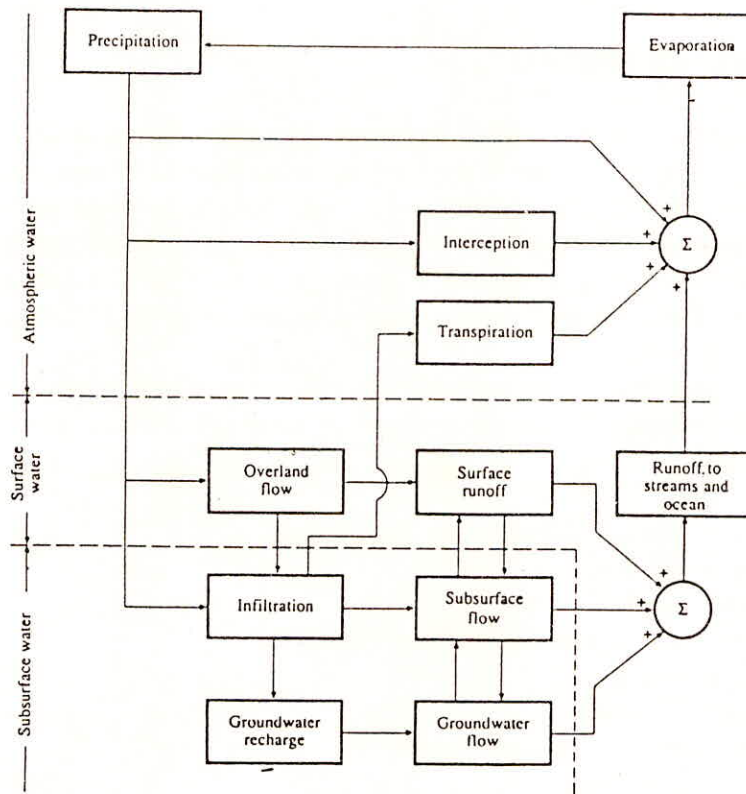 Precipitation
Evaporation
Atmospheric water
+
+
Σ
Interception
+
+
Transpiration
Surface
water
Overland
flow
Surface
runoff
Runoff, to
streams and
ocean
Subsurface water
Infiltration
Subsurface
flow
+
+
Σ
+
Groundwater
recharge
Groundwater
flow